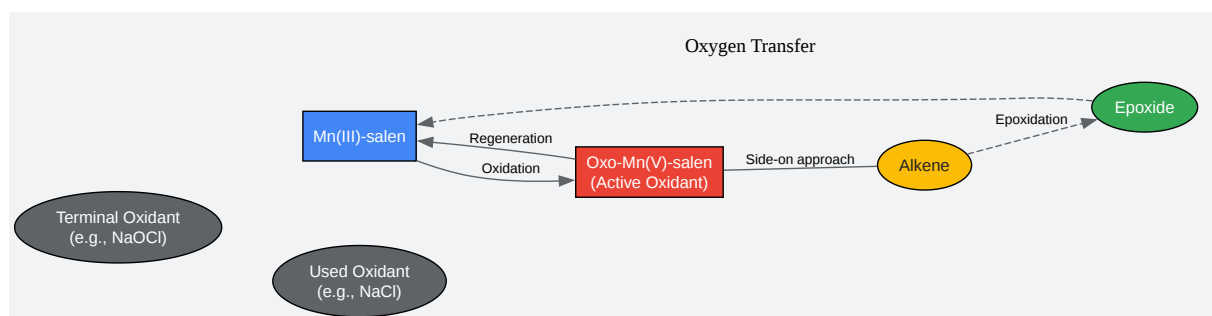 Oxygen Transfer
Epoxide
Epoxidation
Mn(III)-salen
Regeneration
Oxidation
Oxo-Mn(V)-salen
(Active Oxidant)
Side-on approach
Alkene
Terminal Oxidant
(e.g., NaOCl)
Used Oxidant
(e.g., NaCl)